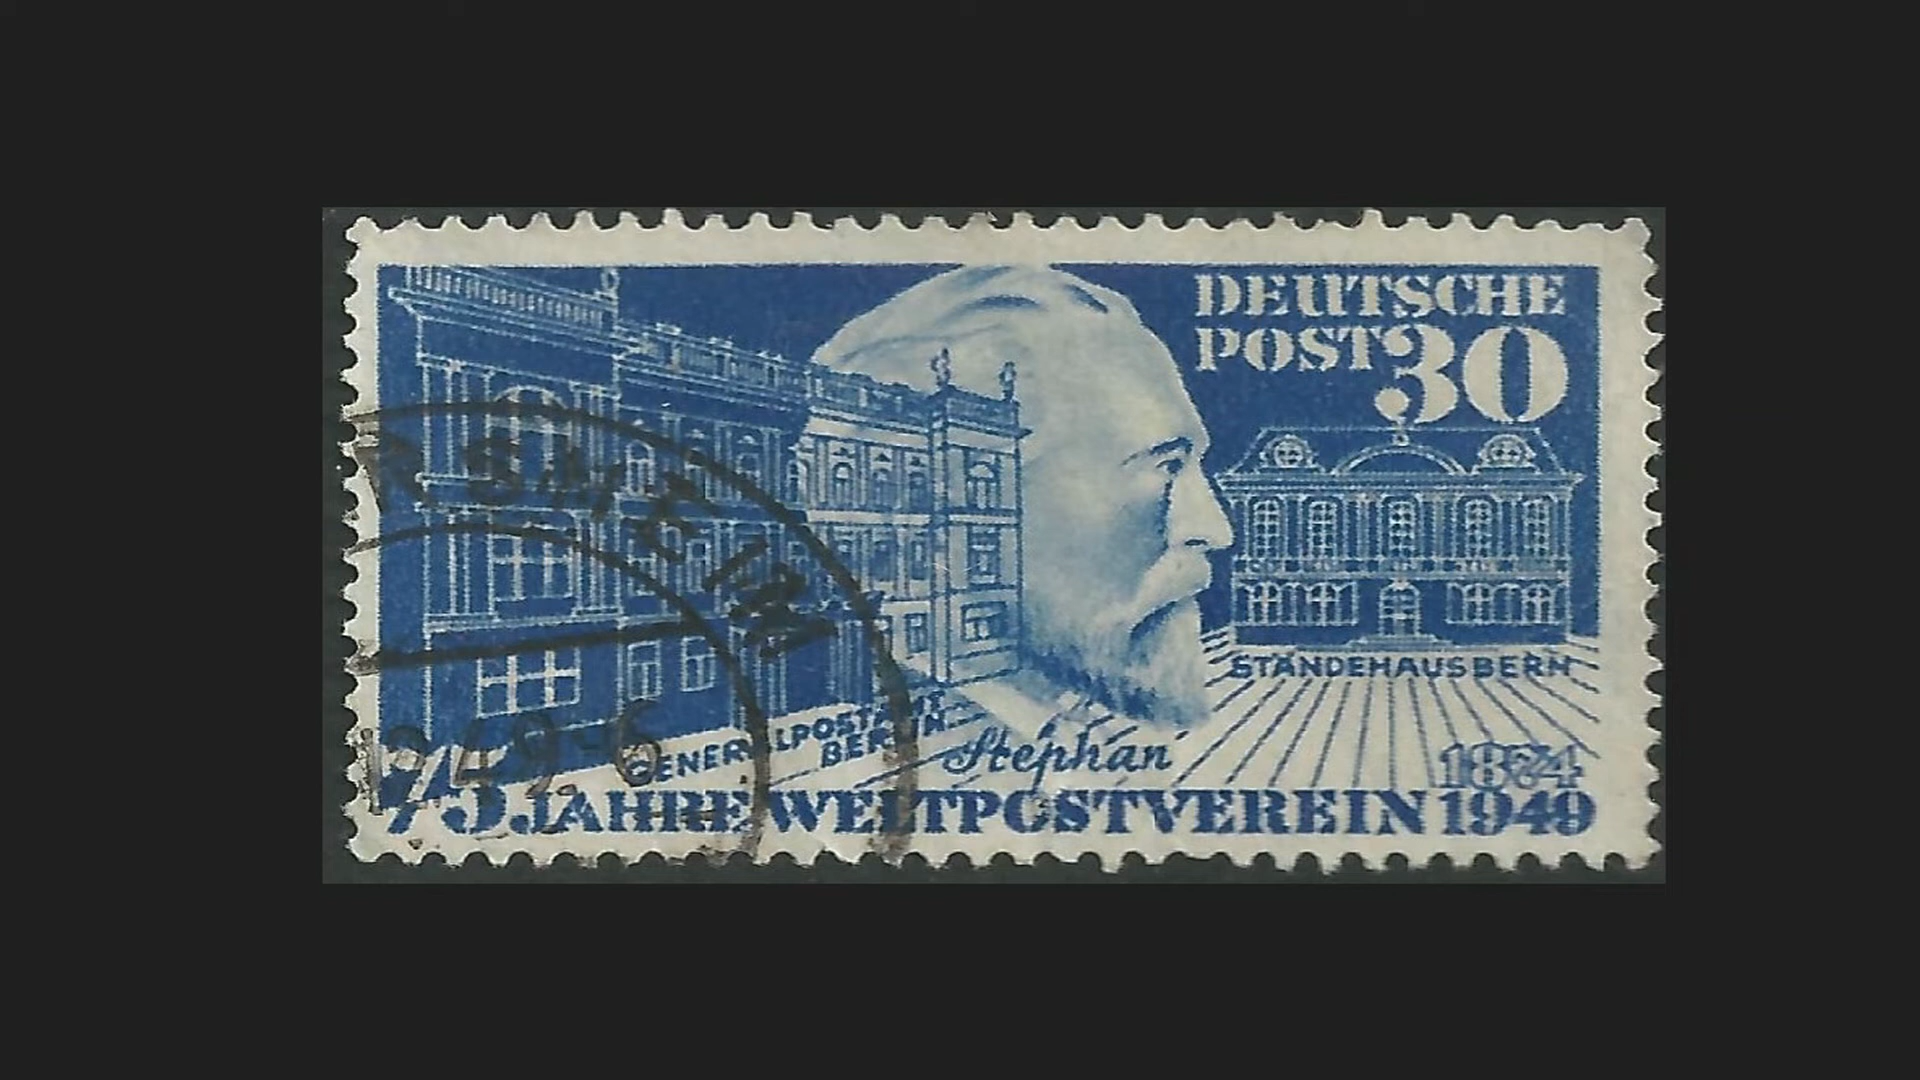 DEUTSCHE
POST 30
STÄNDEHAUS BERN
GENERALPOSTAMT
BERLIN
Stephan
1874
75 JAHRE WELTPOSTVEREIN 1949